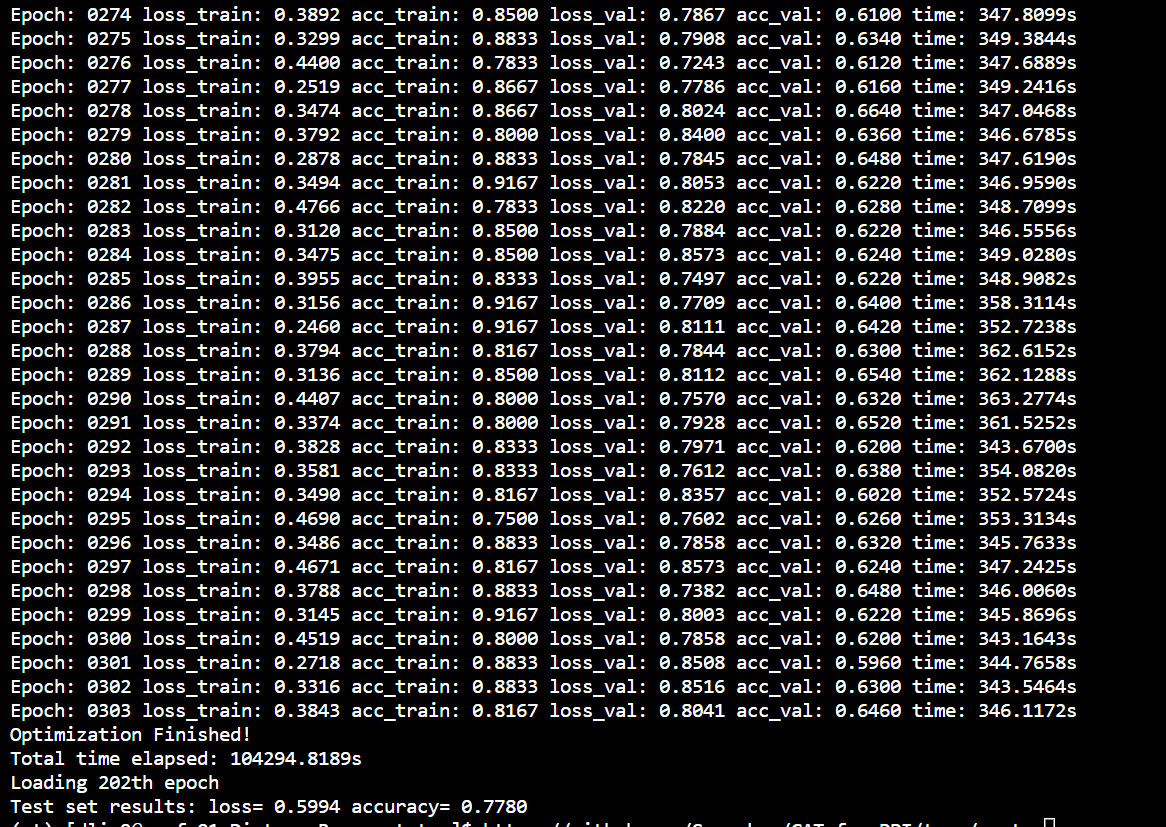 Epoch: 0274 loss_train: 0.3892 acc_train: 0.8500 loss_val: 0.7867 acc_val: 0.6100 time: 347.8099s
Epoch: 0275 loss_train: 0.3299 acc_train: 0.8833 loss_val: 0.7908 acc_val: 0.6340 time: 349.3844s
Epoch: 0276 loss_train: 0.4400 acc_train: 0.7833 loss_val: 0.7243 acc_val: 0.6120 time: 347.6889s
Epoch: 0277 loss_train: 0.2519 acc_train: 0.8667 loss_val: 0.7786 acc_val: 0.6160 time: 349.2416s
Epoch: 0278 loss_train: 0.3474 acc_train: 0.8667 loss_val: 0.8024 acc_val: 0.6640 time: 347.0468s
Epoch: 0279 loss_train: 0.3792 acc_train: 0.8000 loss_val: 0.8400 acc_val: 0.6360 time: 346.6785s
Epoch: 0280 loss_train: 0.2878 acc_train: 0.8833 loss_val: 0.7845 acc_val: 0.6480 time: 347.6190s
Epoch: 0281 loss_train: 0.3494 acc_train: 0.9167 loss_val: 0.8053 acc_val: 0.6220 time: 346.9590s
Epoch: 0282 loss_train: 0.4766 acc_train: 0.7833 loss_val: 0.8220 acc_val: 0.6280 time: 348.7099s
Epoch: 0283 loss_train: 0.3120 acc_train: 0.8500 loss_val: 0.7884 acc_val: 0.6220 time: 346.5556s
Epoch: 0284 loss_train: 0.3475 acc_train: 0.8500 loss_val: 0.8573 acc_val: 0.6240 time: 349.0280s
Epoch: 0285 loss_train: 0.3955 acc_train: 0.8333 loss_val: 0.7497 acc_val: 0.6220 time: 348.9082s
Epoch: 0286 loss_train: 0.3156 acc_train: 0.9167 loss_val: 0.7709 acc_val: 0.6400 time: 358.3114s
Epoch: 0287 loss_train: 0.2460 acc_train: 0.9167 loss_val: 0.8111 acc_val: 0.6420 time: 352.7238s
Epoch: 0288 loss_train: 0.3794 acc_train: 0.8167 loss_val: 0.7844 acc_val: 0.6300 time: 362.6152s
Epoch: 0289 loss_train: 0.3136 acc_train: 0.8500 loss_val: 0.8112 acc_val: 0.6540 time: 362.1288s
Epoch: 0290 loss_train: 0.4407 acc_train: 0.8000 loss_val: 0.7570 acc_val: 0.6320 time: 363.2774s
Epoch: 0291 loss_train: 0.3374 acc_train: 0.8000 loss_val: 0.7928 acc_val: 0.6520 time: 361.5252s
Epoch: 0292 loss_train: 0.3828 acc_train: 0.8333 loss_val: 0.7971 acc_val: 0.6200 time: 343.6700s
Epoch: 0293 loss_train: 0.3581 acc_train: 0.8333 loss_val: 0.7612 acc_val: 0.6380 time: 354.0820s
Epoch: 0294 loss_train: 0.3490 acc_train: 0.8167 loss_val: 0.8357 acc_val: 0.6020 time: 352.5724s
Epoch: 0295 loss_train: 0.4690 acc_train: 0.7500 loss_val: 0.7602 acc_val: 0.6260 time: 353.3134s
Epoch: 0296 loss_train: 0.3486 acc_train: 0.8833 loss_val: 0.7858 acc_val: 0.6320 time: 345.7633s
Epoch: 0297 loss_train: 0.4671 acc_train: 0.8167 loss_val: 0.8573 acc_val: 0.6240 time: 347.2425s
Epoch: 0298 loss_train: 0.3788 acc_train: 0.8833 loss_val: 0.7382 acc_val: 0.6480 time: 346.0060s
Epoch: 0299 loss_train: 0.3145 acc_train: 0.9167 loss_val: 0.8003 acc_val: 0.6220 time: 345.8696s
Epoch: 0300 loss_train: 0.4519 acc_train: 0.8000 loss_val: 0.7858 acc_val: 0.6200 time: 343.1643s
Epoch: 0301 loss_train: 0.2718 acc_train: 0.8833 loss_val: 0.8508 acc_val: 0.5960 time: 344.7658s
Epoch: 0302 loss_train: 0.3316 acc_train: 0.8833 loss_val: 0.8516 acc_val: 0.6300 time: 343.5464s
Epoch: 0303 loss_train: 0.3843 acc_train: 0.8167 loss_val: 0.8041 acc_val: 0.6460 time: 346.1172s
Optimization Finished!
Total time elapsed: 104294.8189s
Loading 202th epoch
Test set results: loss= 0.5994 accuracy= 0.7780